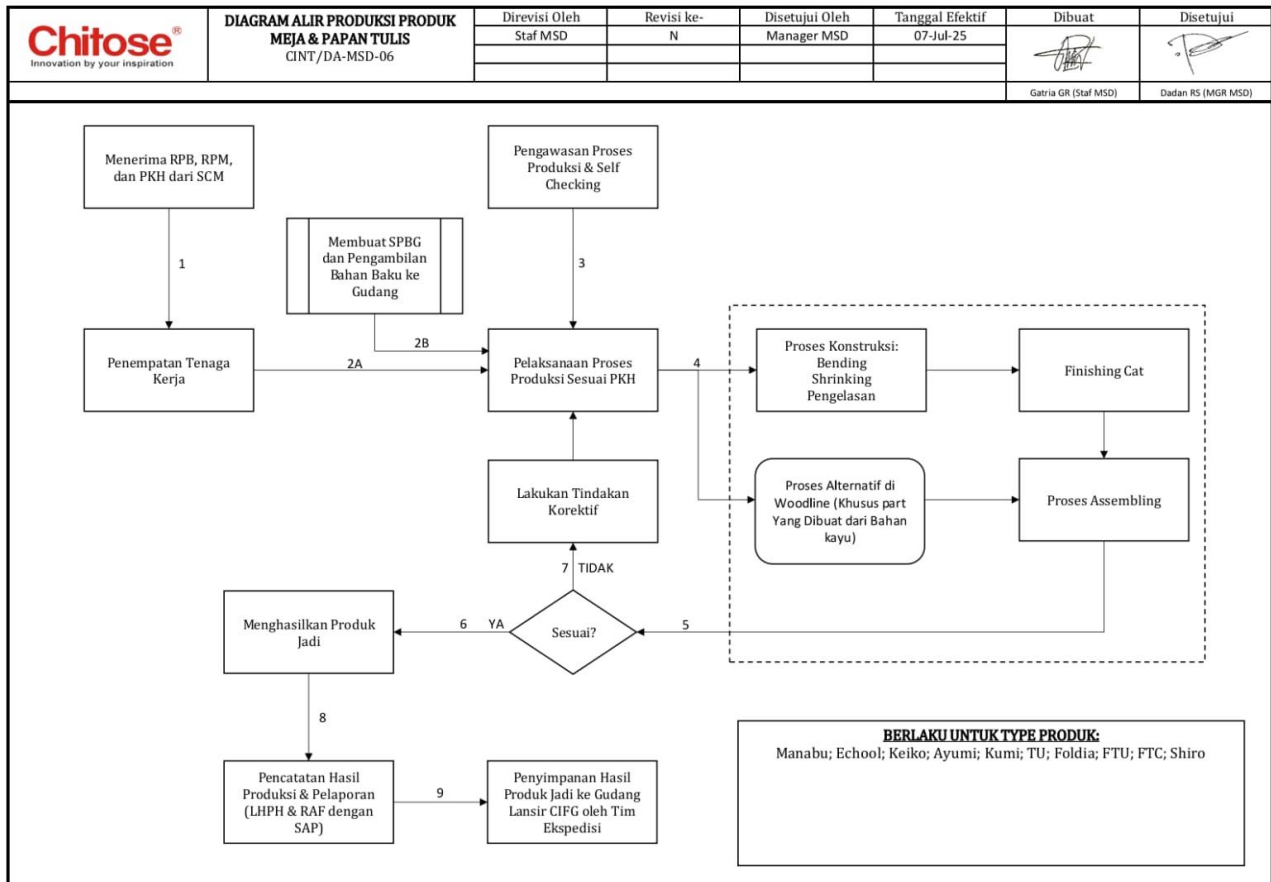 Chitose®
Innovation by your inspiration
DIAGRAM ALIR PRODUKSI PRODUK
MEJA & PAPAN TULIS
CINT/DA-MSD-06
Direvisi Oleh
Revisi ke-
Disetujui Oleh
Tanggal Efektif
Dibuat
Disetujui
Staf MSD
N
Manager MSD
07-Jul-25
Gatria GR (Staf MSD)
Dadan RS (MGR MSD)
Menerima RPB, RPM,
dan PKH dari SCM
1
Penempatan Tenaga
Kerja
2A
Membuat SPBG
dan Pengambilan
Bahan Baku ke
Gudang
2B
Pengawasan Proses
Produksi & Self
Checking
3
Pelaksanaan Proses
Produksi Sesuai PKH
4
Proses Konstruksi:
Bending
Shrinking
Pengelasan
Finishing Cat
Proses Alternatif di
Woodline (Khusus part
Yang Dibuat dari Bahan
kayu)
Proses Assembling
5
Sesuai?
7 TIDAK
Lakukan Tindakan
Korektif
6 YA
Menghasilkan Produk
Jadi
8
Pencatatan Hasil
Produksi & Pelaporan
(LHPH & RAF dengan
SAP)
9
Penyimpanan Hasil
Produk Jadi ke Gudang
Lansir CIFG oleh Tim
Ekspedisi
BERLAKU UNTUK TYPE PRODUK:
Manabu; Echool; Keiko; Ayumi; Kumi; TU; Foldia; FTU; FTC; Shiro